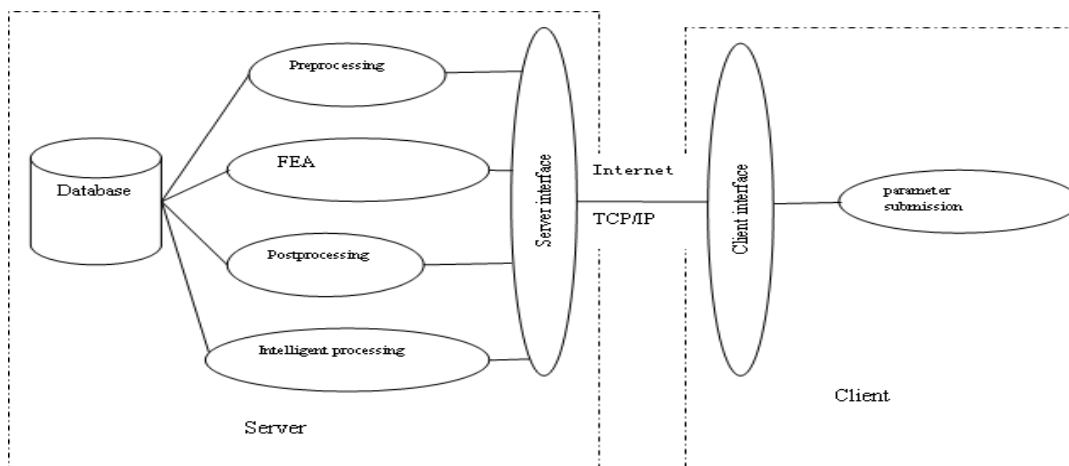 Preprocessing
FEA
Database
Postprocessing
Intelligent processing
Server interface
Internet
TCP/IP
Client interface
parameter
submission
Server
Client